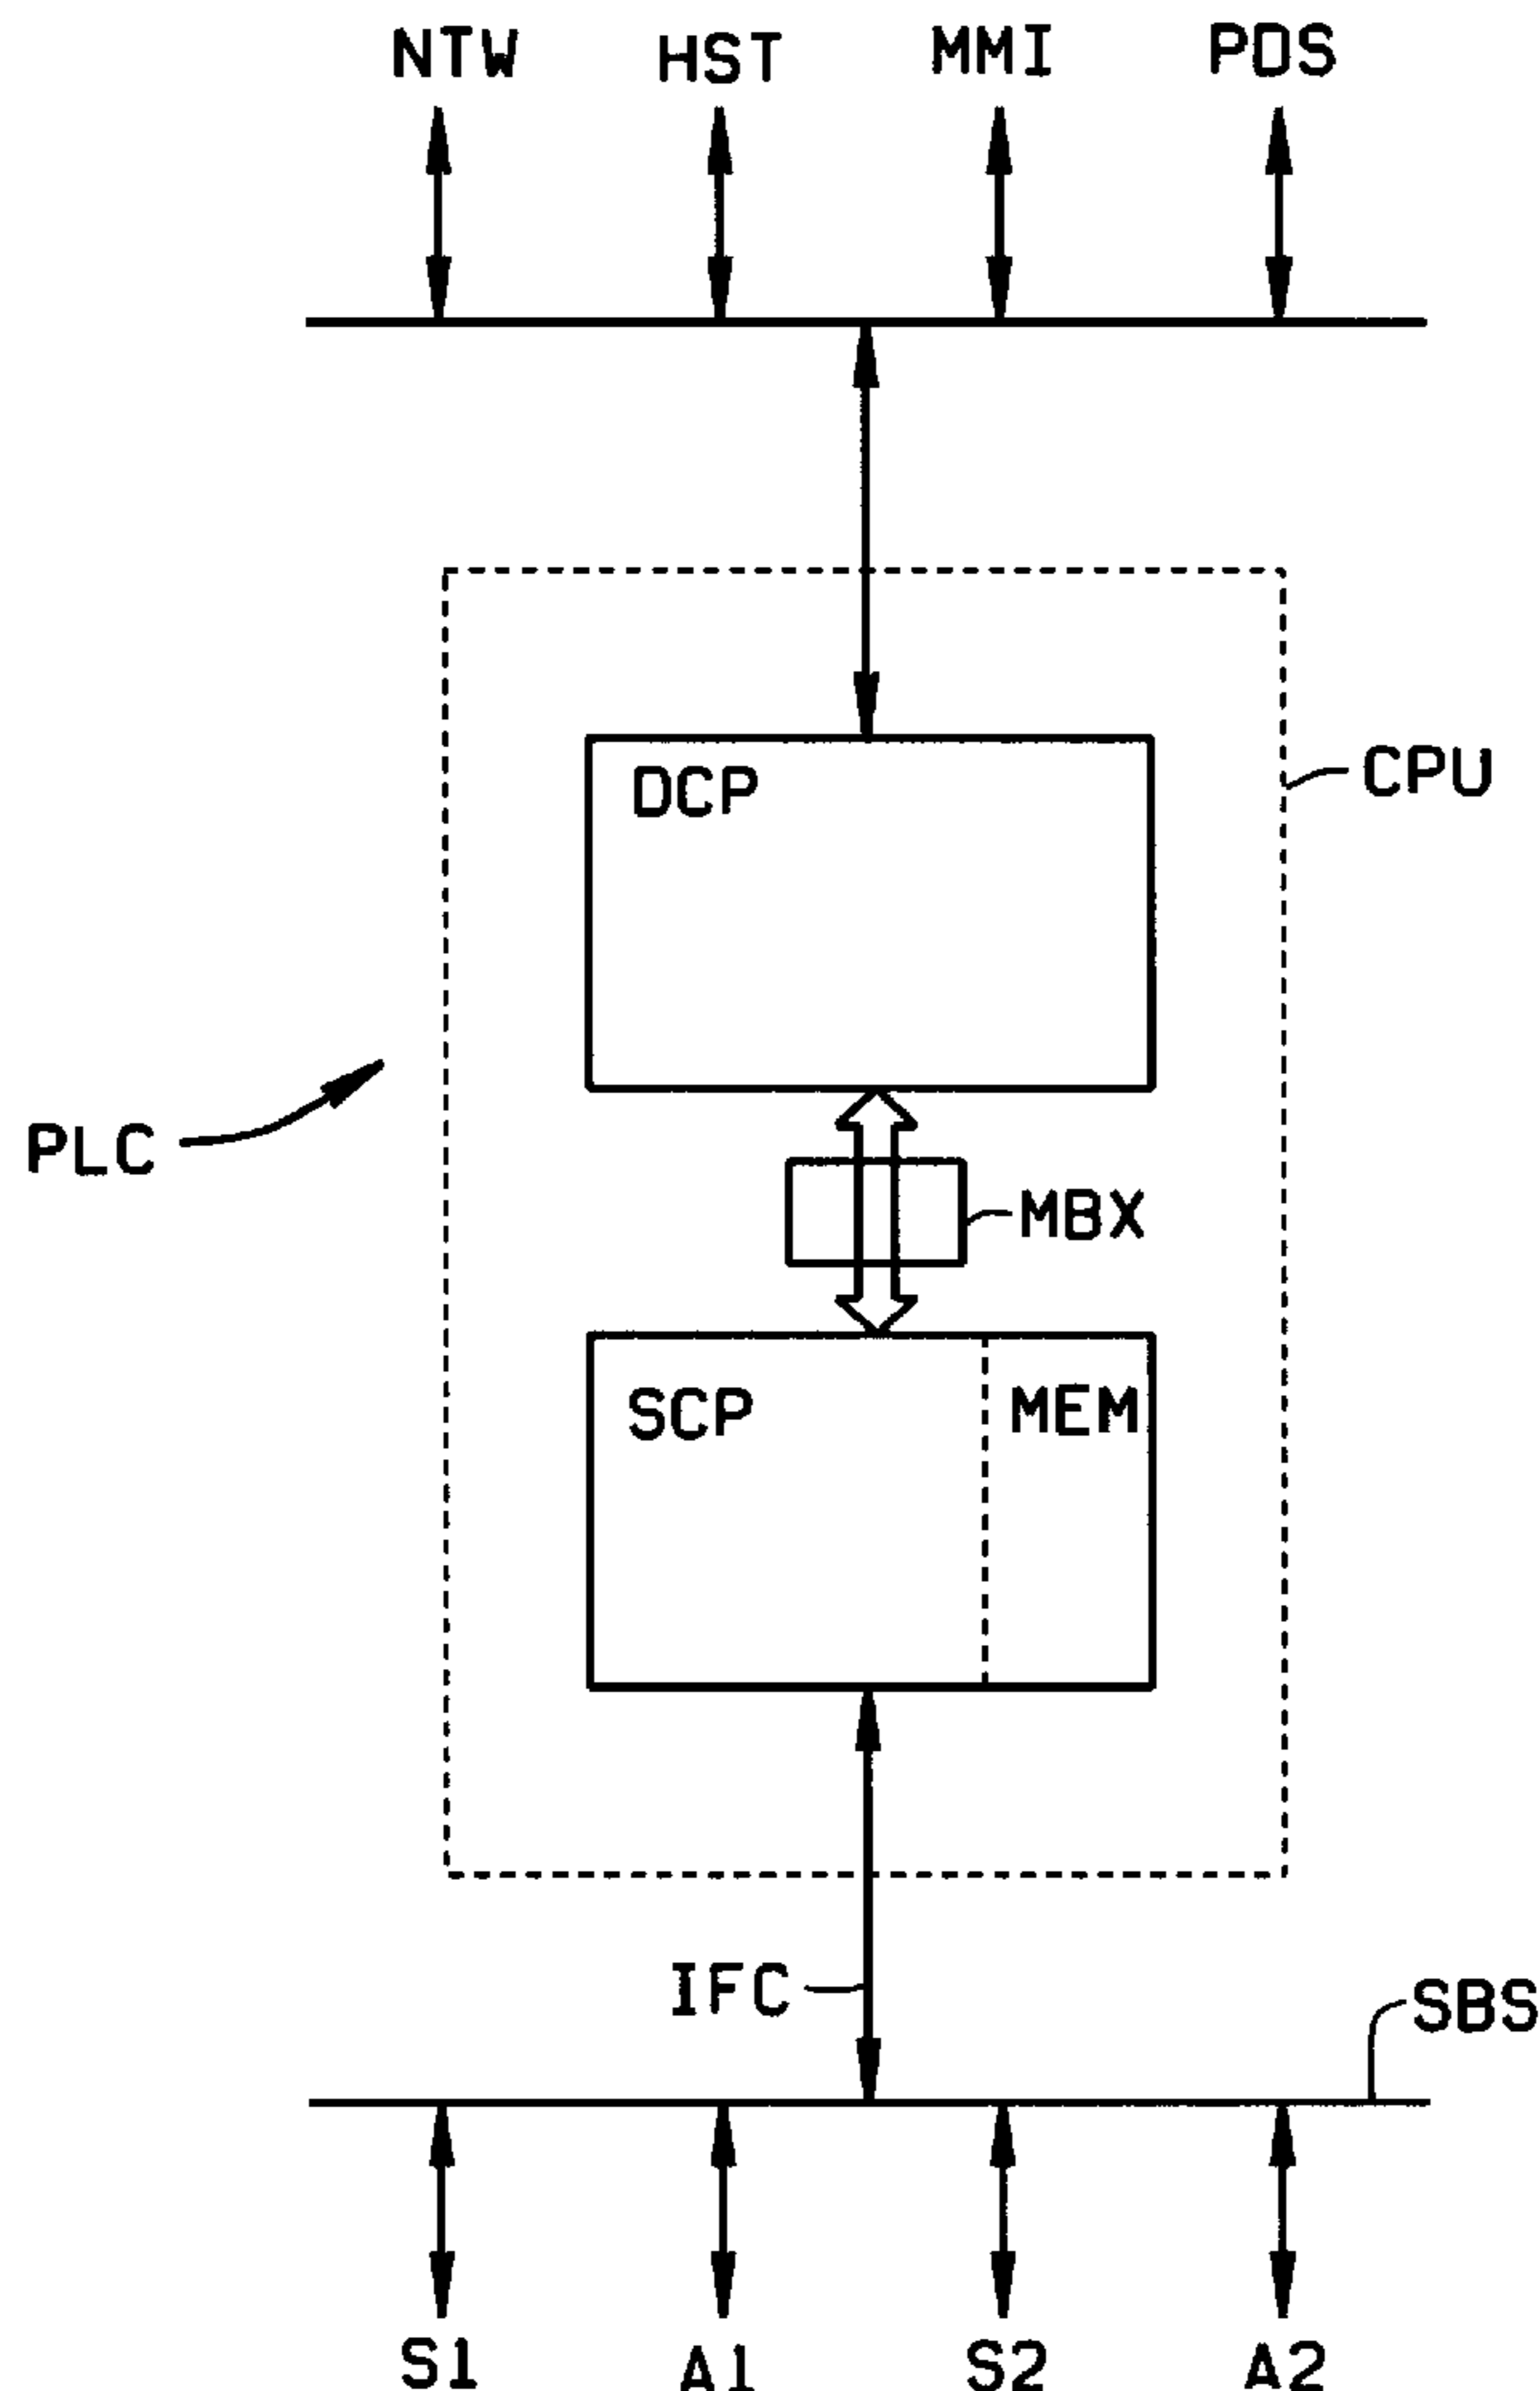 NTW HST MMI PDS
CPU
DCP
PLC
MBX
SCP MEM
IFC
SBS
S1 A1 S2 A2